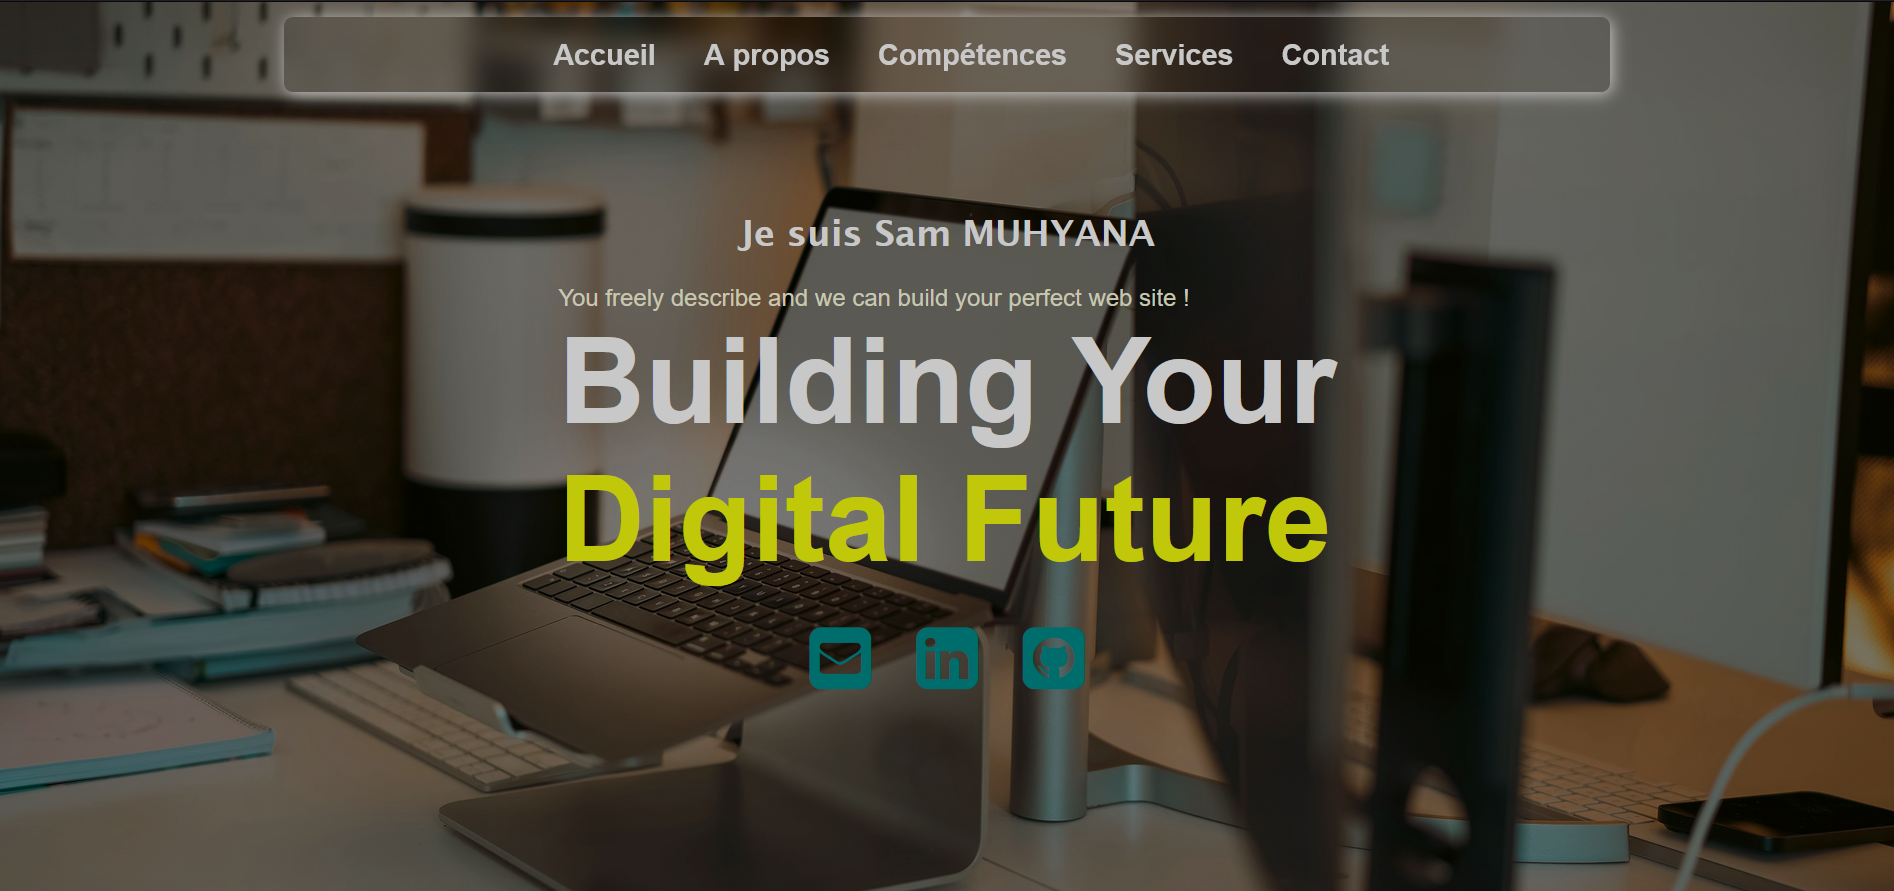 Accueil A propos Compétences Services Contact
Je suis Sam MUHYANA
You freely describe and we can build your perfect web site !
Building Your
Digital Future
in